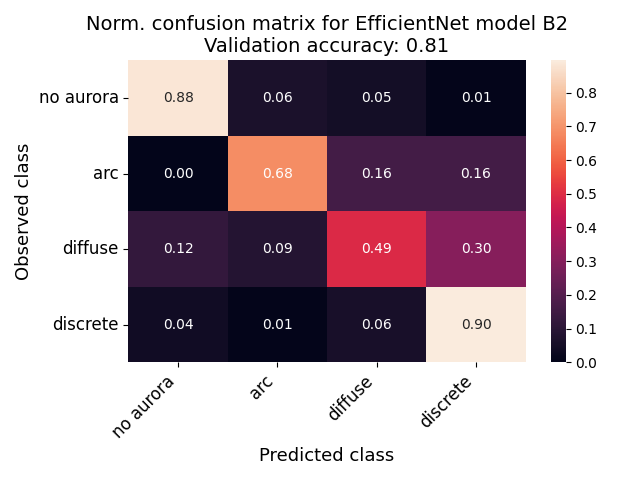 Norm. confusion matrix for EfficientNet model B2
Validation accuracy: 0.81
Observed class
no aurora 0.88 0.06 0.05 0.01
arc 0.00 0.68 0.16 0.16
diffuse 0.12 0.09 0.49 0.30
discrete 0.04 0.01 0.06 0.90
no aurora arc diffuse discrete
Predicted class
0.8
0.7
0.6
0.5
0.4
0.3
0.2
0.1
0.0